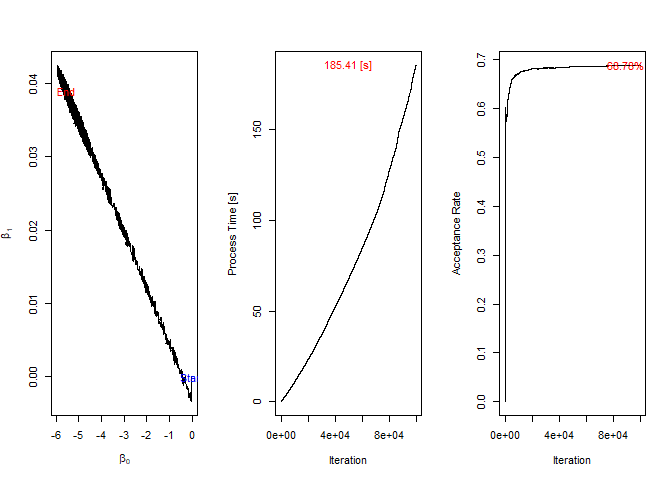 0.04
0.03
0.02
0.01
0.00
β₁
End
Sta
-6 -5 -4 -3 -2 -1 0
β₀
185.41 [s]
150
100
50
0
Process Time [s]
0e+00 4e+04 8e+04
Iteration
68.78%
0.7
0.6
0.5
0.4
0.3
0.2
0.1
0.0
Acceptance Rate
0e+00 4e+04 8e+04
Iteration